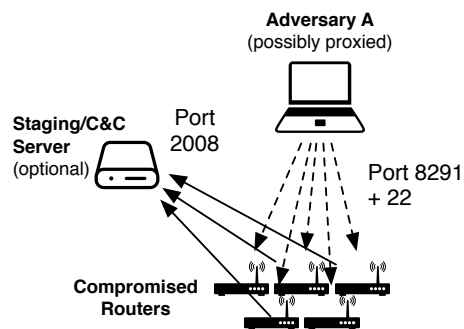 Adversary A
(possibly proxied)
Staging/C&C
Server
(optional)
Port
2008
Port 8291
+ 22
Compromised
Routers